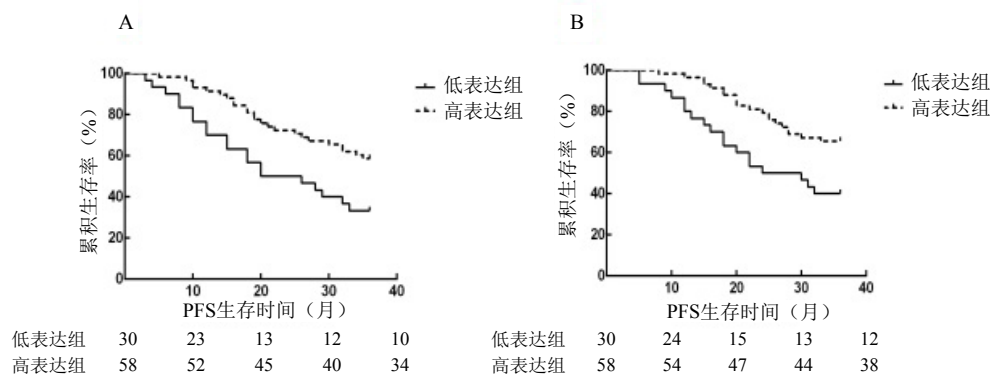 A
100
80
60
40
20
0
累积生存率（%）
10 20 30 40
PFS生存时间（月）
低表达组
高表达组
低表达组 30 23 13 12 10
高表达组 58 52 45 40 34
B
100
80
60
40
20
0
累积生存率（%）
10 20 30 40
PFS生存时间（月）
低表达组
高表达组
低表达组 30 24 15 13 12
高表达组 58 54 47 44 38